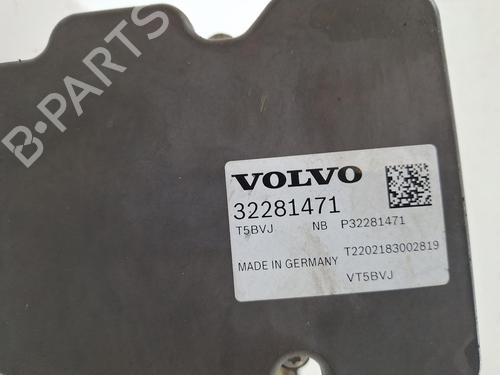 B-PARTS
VOLVO
32281471
T5BVJ NB P32281471
T2202183002819
MADE IN GERMANY
VT5BVJ